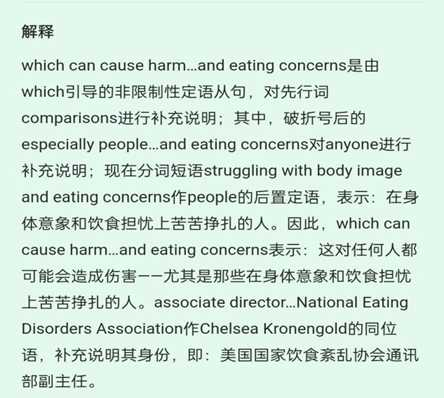 解释
which can cause harm...and eating concerns是由
which引导的非限制性定语从句，对先行词
comparisons进行补充说明；其中，破折号后的
especially people...and eating concerns对anyone进行
补充说明；现在分词短语struggling with body image
and eating concerns作people的后置定语，表示：在身
体意象和饮食担忧上苦苦挣扎的人。因此，which can
cause harm...and eating concerns表示：这对任何人都
可能会造成伤害——尤其是那些在身体意象和饮食担忧
上苦苦挣扎的人。associate director...National Eating
Disorders Association作Chelsea Kronengold的同位
语，补充说明其身份，即：美国国家饮食紊乱协会通讯
部副主任。